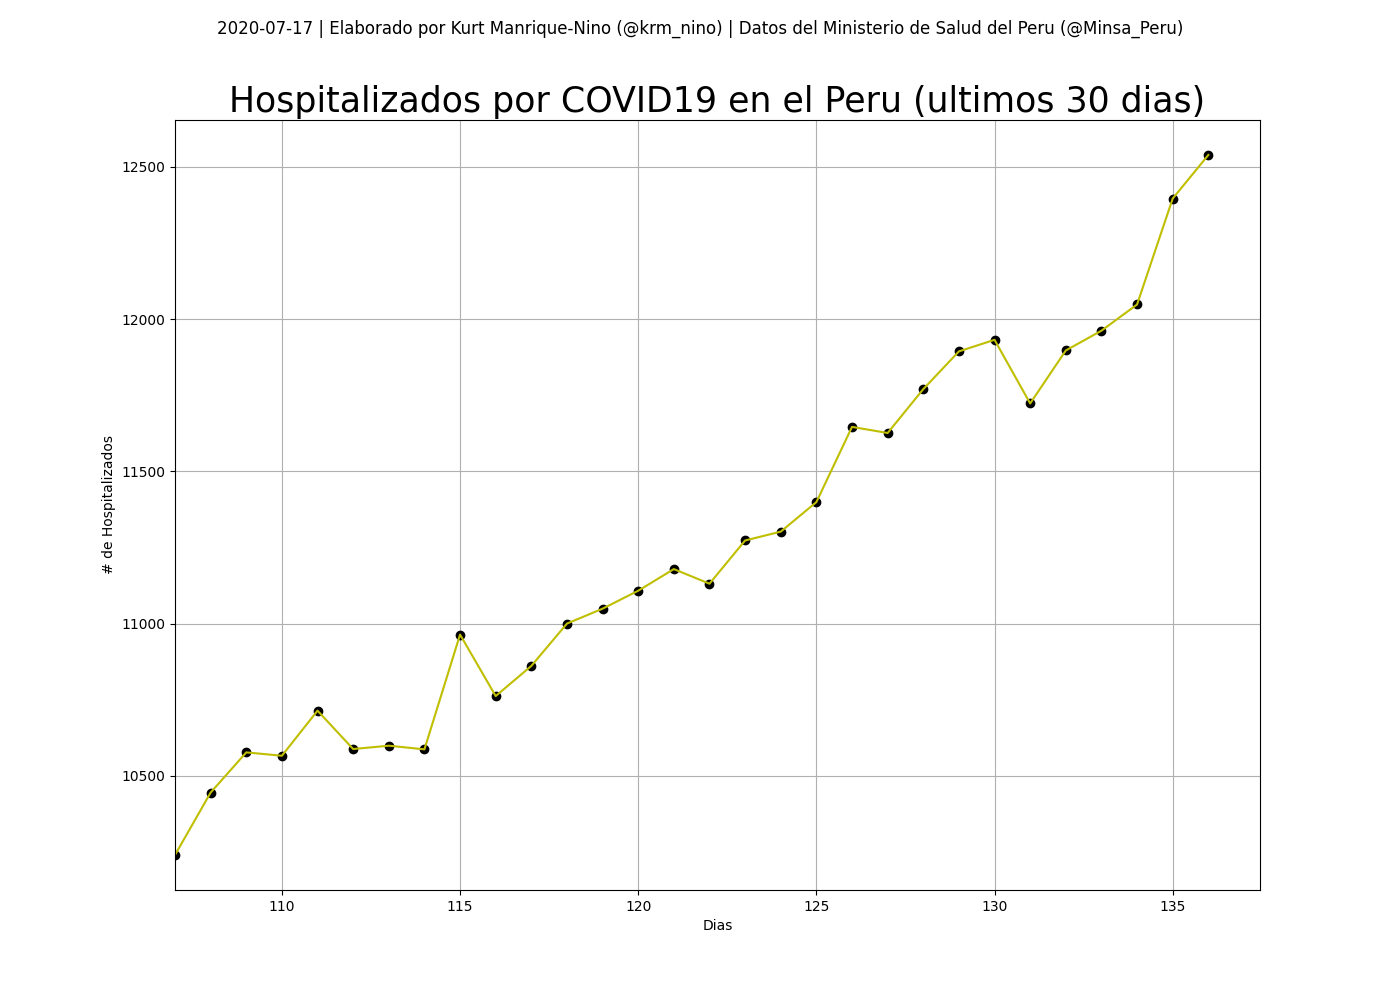 2020-07-17 | Elaborado por Kurt Manrique-Nino (@krm_nino) | Datos del Ministerio de Salud del Peru (@Minsa_Peru)
Hospitalizados por COVID19 en el Peru (ultimos 30 dias)
12500
12000
11500
11000
10500
# de Hospitalizados
110 115 120 125 130 135
Dias